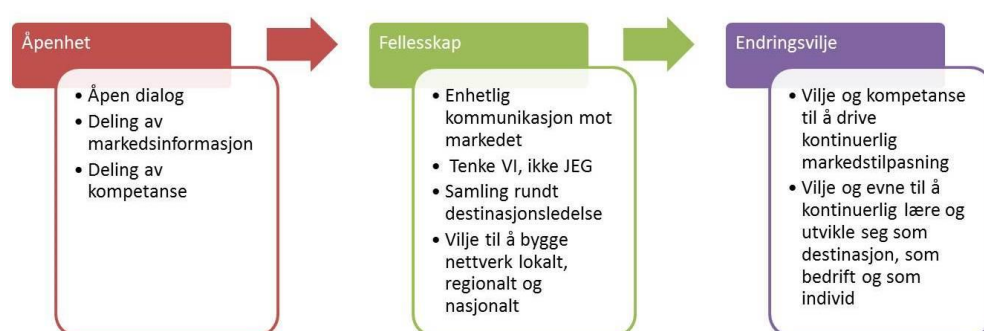 Åpenhet
• Åpen dialog
• Deling av
markedsinformasjon
• Deling av
kompetanse
Fellesskap
• Enhetlig
kommunikasjon mot
markedet
• Tenke VI, ikke JEG
• Samling rundt
destinasjonsledelse
• Vilje til å bygge
nettverk lokalt,
regionalt og
nasjonalt
Endringsvilje
• Vilje og kompetanse
til å drive
kontinuerlig
markedstilpasning
• Vilje og evne til å
kontinuerlig lære og
utvikle seg som
destinasjon, som
bedrift og som
individ